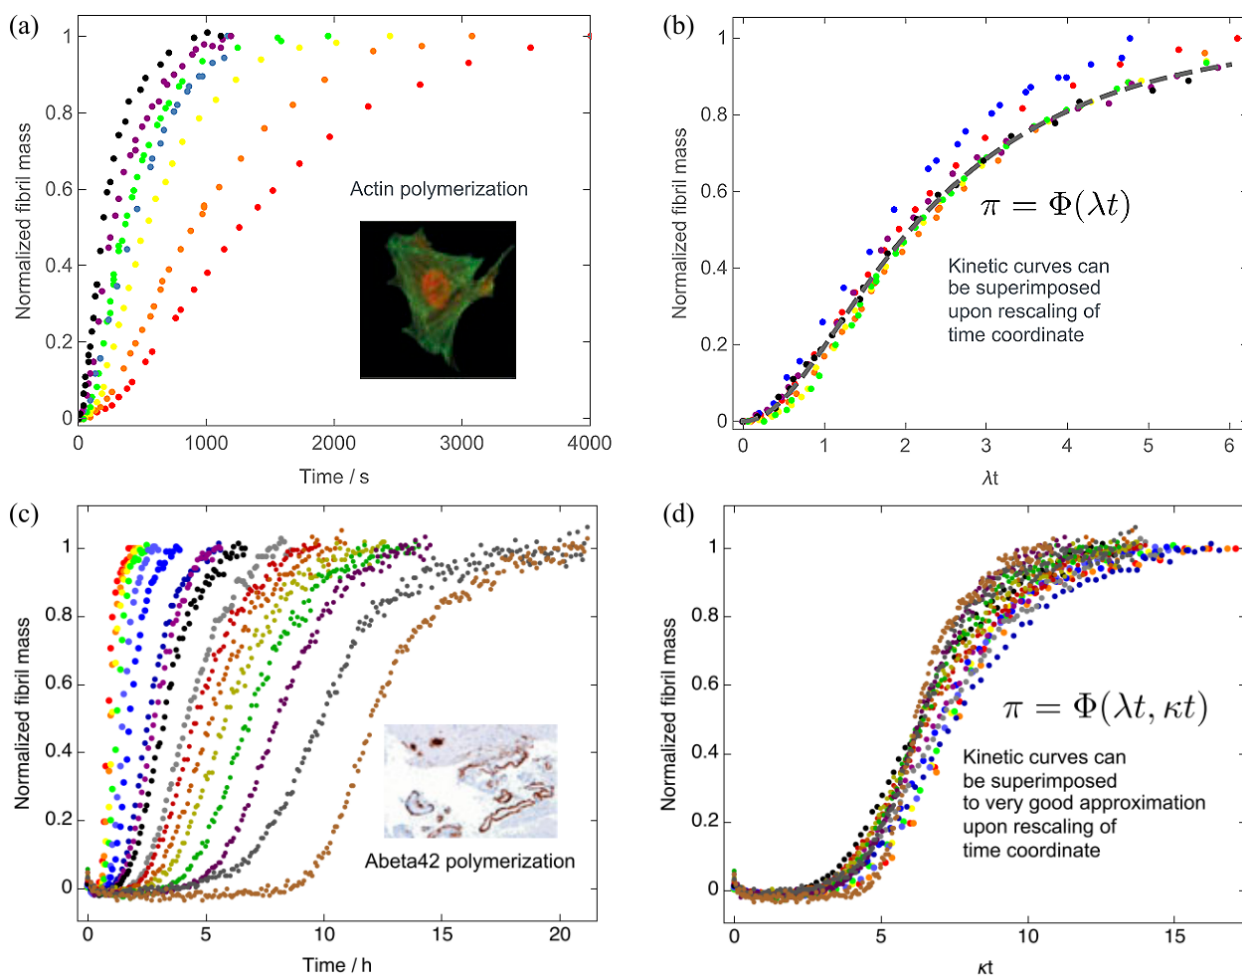 (a)
Normalized fibril mass
1
0.8
0.6
0.4
0.2
0
Actin polymerization
0
1000
2000
3000
4000
Time / s
(b)
Normalized fibril mass
1
0.8
0.6
0.4
0.2
0
π = Φ(λt)
Kinetic curves can
be superimposed
upon rescaling of
time coordinate
0
1
2
3
4
5
6
λt
(c)
Normalized fibril mass
1
0.8
0.6
0.4
0.2
0
Abeta42 polymerization
0
5
10
15
20
Time / h
(d)
Normalized fibril mass
1
0.8
0.6
0.4
0.2
0
π = Φ(λt, κt)
Kinetic curves can
be superimposed
to very good approximation
upon rescaling of
time coordinate
0
5
10
15
κt